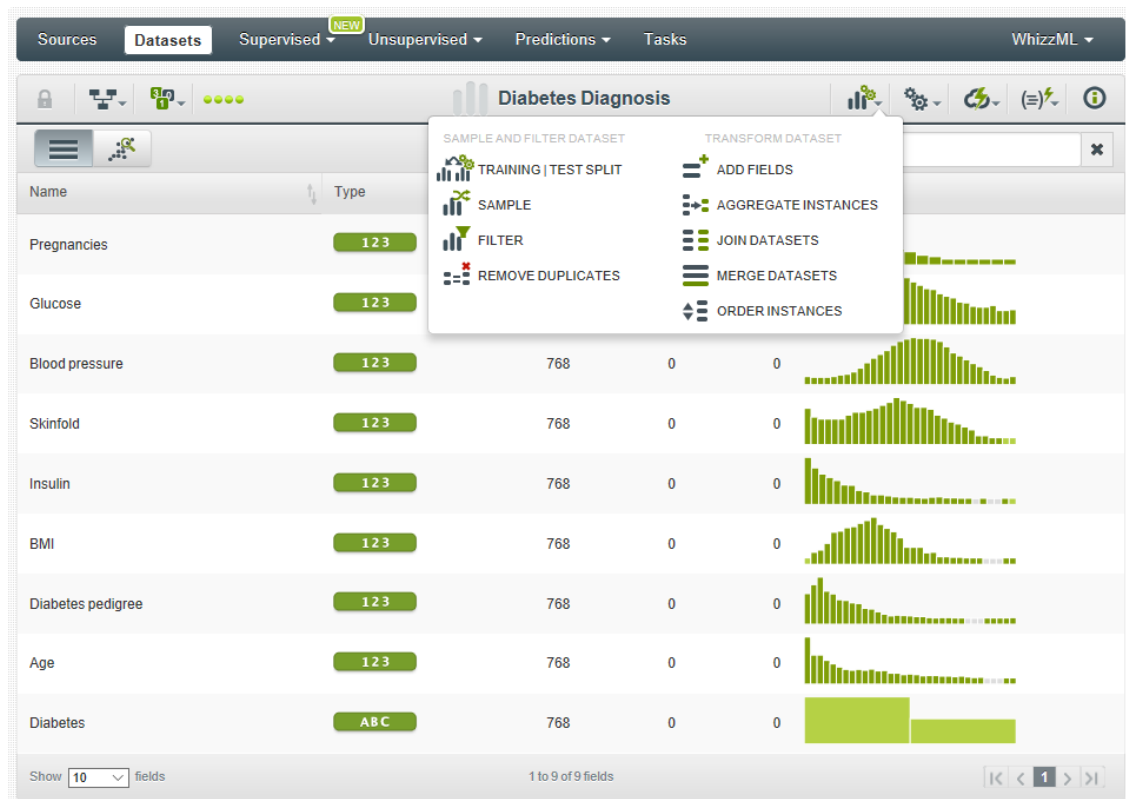 NEW
Sources Datasets Supervised Unsupervised Predictions Tasks WhizzML
Diabetes Diagnosis
SAMPLE AND FILTER DATASET TRANSFORM DATASET
TRAINING | TEST SPLIT ADD FIELDS
SAMPLE AGGREGATE INSTANCES
FILTER JOIN DATASETS
REMOVE DUPLICATES MERGE DATASETS
ORDER INSTANCES
Name Type
Pregnancies 123
Glucose 123
Blood pressure 123 768 0 0
Skinfold 123 768 0 0
Insulin 123 768 0 0
BMI 123 768 0 0
Diabetes pedigree 123 768 0 0
Age 123 768 0 0
Diabetes ABC 768 0 0
Show 10 fields 1 to 9 of 9 fields 1